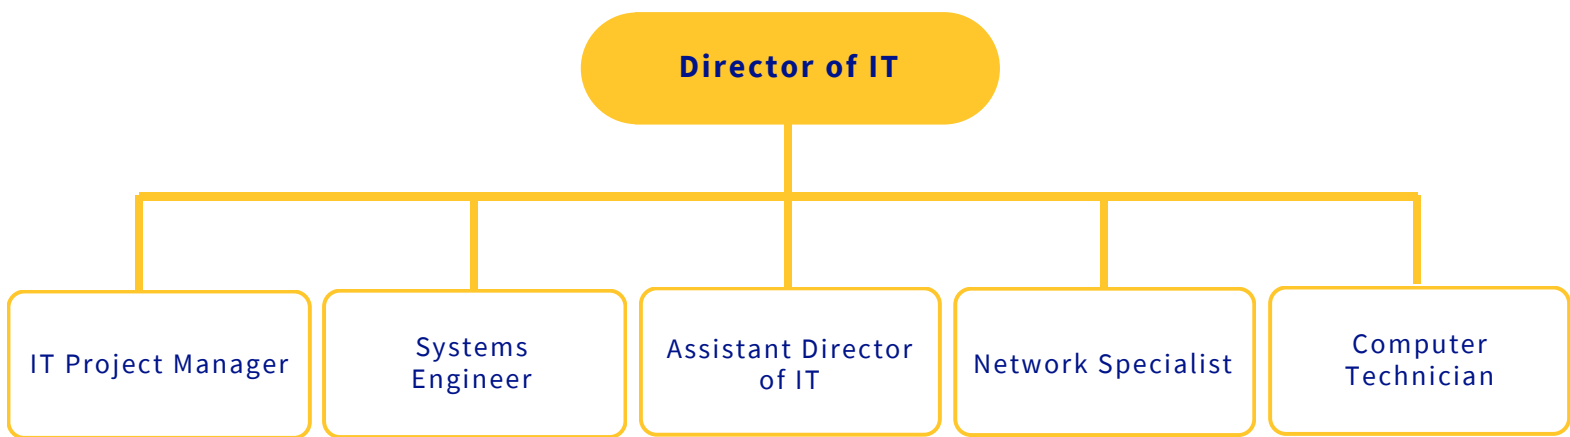 Director of IT
IT Project Manager
Systems
Engineer
Assistant Director
of IT
Network Specialist
Computer
Technician